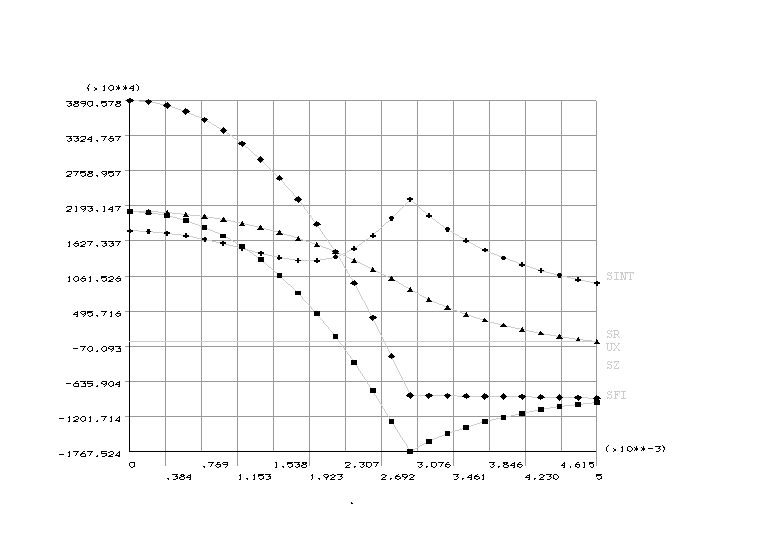 (×10**4)
3890.578
3324.767
2758.957
2193.147
1627.337
1061.526
495.716
-70.093
-635.904
-1201.714
-1767.524
SINT
SR
UX
SZ
SFI
(×10**-3)
0 .769 1.538 2.307 3.076 3.846 4.615
.384 1.153 1.923 2.692 3.461 4.230 5